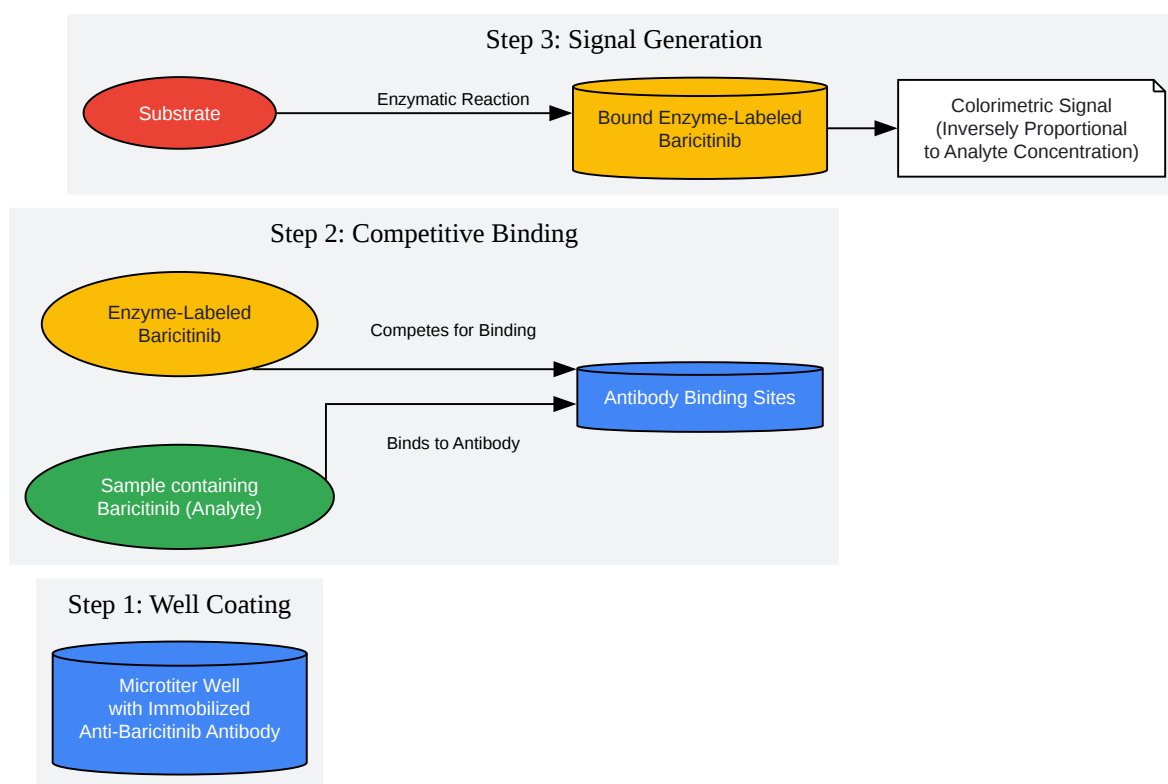 Step 3: Signal Generation
Substrate
Enzymatic Reaction
Bound Enzyme-Labeled
Baricitinib
Colorimetric Signal
(Inversely Proportional
to Analyte Concentration)
Step 2: Competitive Binding
Enzyme-Labeled
Baricitinib
Competes for Binding
Antibody Binding Sites
Binds to Antibody
Sample containing
Baricitinib (Analyte)
Step 1: Well Coating
Microtiter Well
with Immobilized
Anti-Baricitinib Antibody